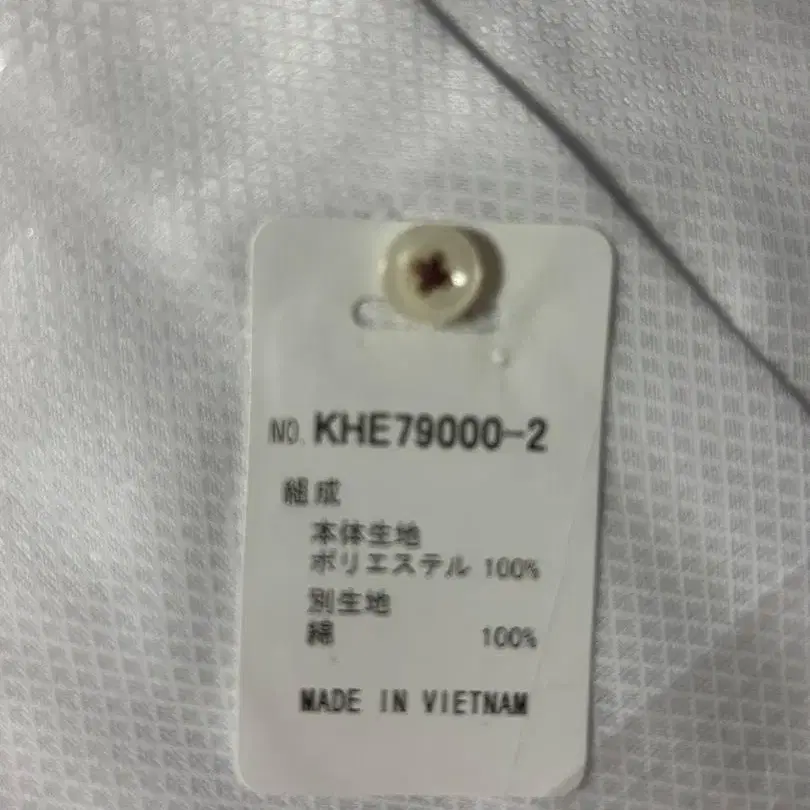 NO. KHE79000-2
組成
本体生地
ポリエステル 100%
別生地
綿 100%
MADE IN VIETNAM